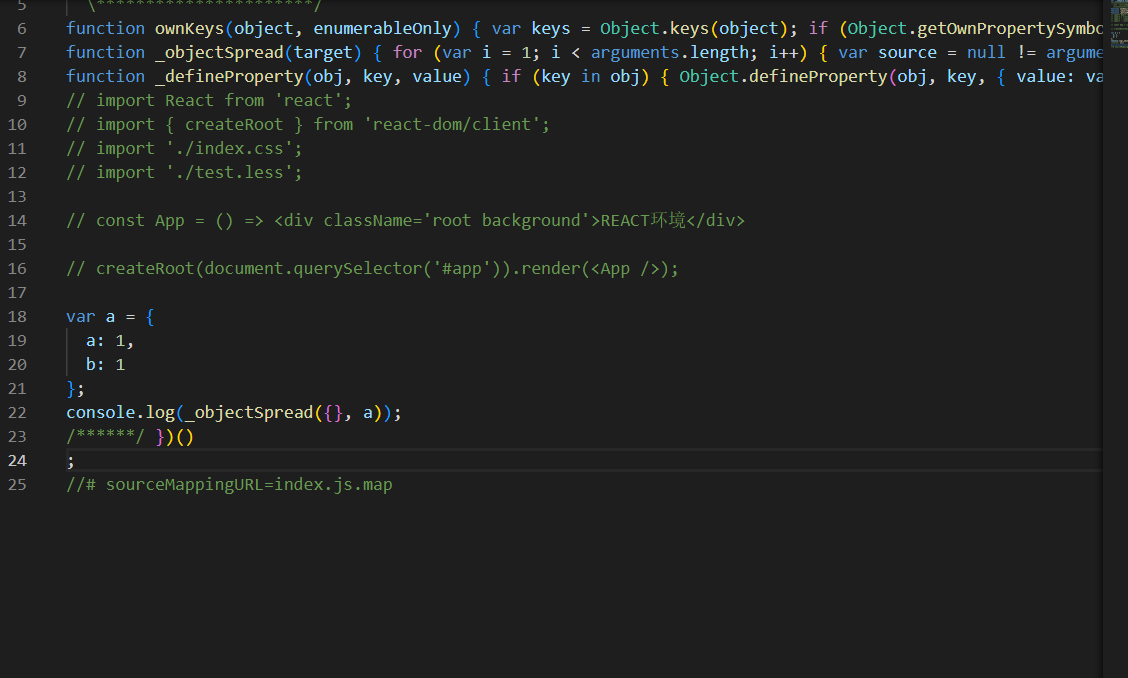 5 \**********************/
6 function ownKeys(object, enumerableOnly) { var keys = Object.keys(object); if (Object.getOwnPropertySymbo
7 function _objectSpread(target) { for (var i = 1; i < arguments.length; i++) { var source = null != argume
8 function _defineProperty(obj, key, value) { if (key in obj) { Object.defineProperty(obj, key, { value: va
9 // import React from 'react';
10 // import { createRoot } from 'react-dom/client';
11 // import './index.css';
12 // import './test.less';
13
14 // const App = () => <div className='root background'>REACT环境</div>
15
16 // createRoot(document.querySelector('#app')).render(<App />);
17
18 var a = {
19 a: 1,
20 b: 1
21 };
22 console.log(_objectSpread({}, a));
23 /******/ })()
24 ;
25 //# sourceMappingURL=index.js.map